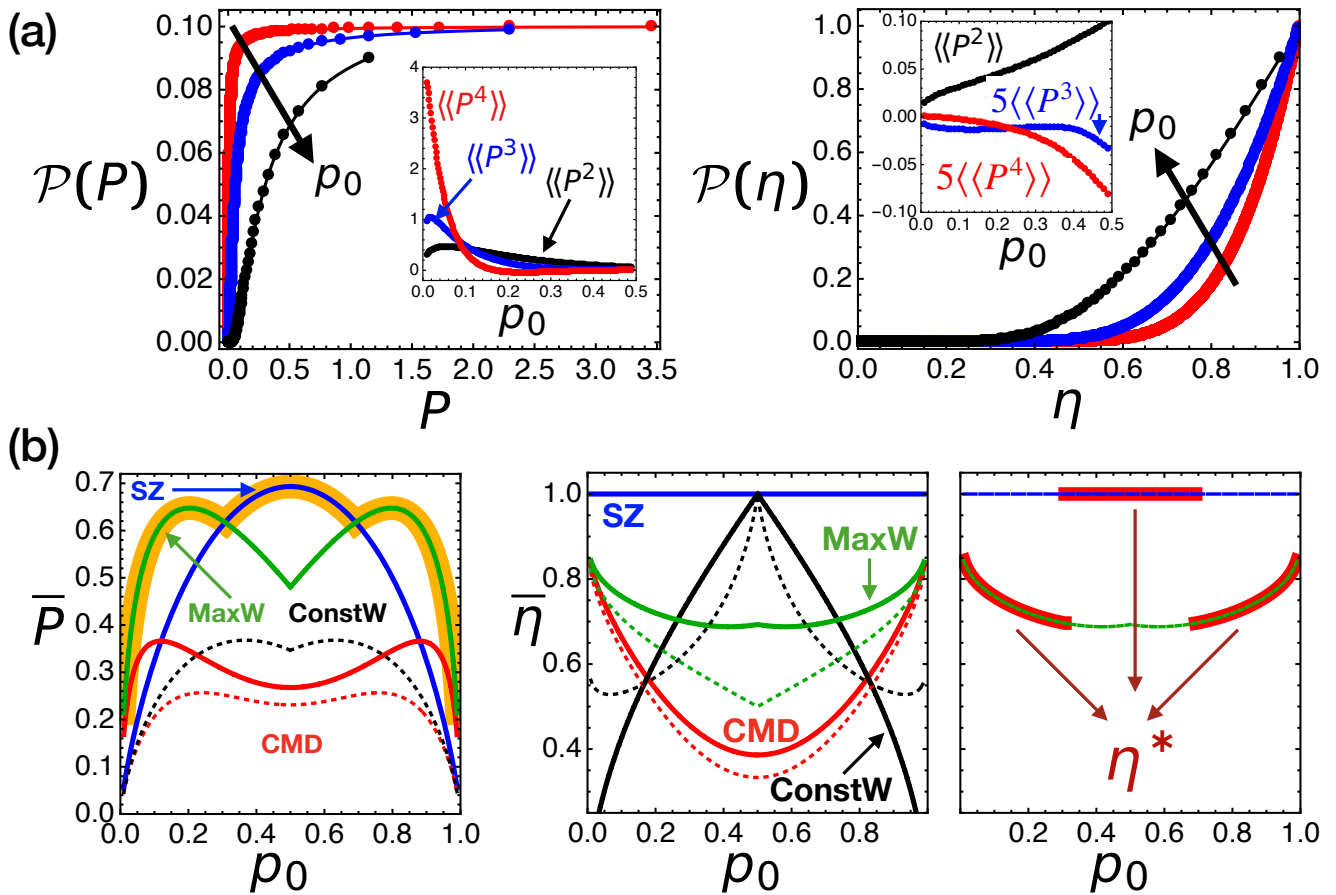 (a)
𝒫(P)
0.10
0.08
0.06
0.04
0.02
0.00
0.0 0.5 1.0 1.5 2.0 2.5 3.0 3.5
P
p₀
4
3
2
1
0
⟨⟨P⁴⟩⟩
⟨⟨P³⟩⟩
⟨⟨P²⟩⟩
0.0 0.1 0.2 0.3 0.4 0.5
p₀
𝒫(η)
1.0
0.8
0.6
0.4
0.2
0.0
0.0 0.2 0.4 0.6 0.8 1.0
η
p₀
0.10
0.05
0.00
−0.05
−0.10
⟨⟨P²⟩⟩
5⟨⟨P³⟩⟩
5⟨⟨P⁴⟩⟩
0.0 0.1 0.2 0.3 0.4 0.5
p₀
(b)
P̅
0.7
0.6
0.5
0.4
0.3
0.2
0.1
0.0
SZ
MaxW
ConstW
CMD
0.0 0.2 0.4 0.6 0.8 1.0
p₀
η̅
1.0
0.8
0.6
0.4
SZ
MaxW
CMD
ConstW
0.0 0.2 0.4 0.6 0.8
p₀
η*
0.2 0.4 0.6 0.8 1.0
p₀